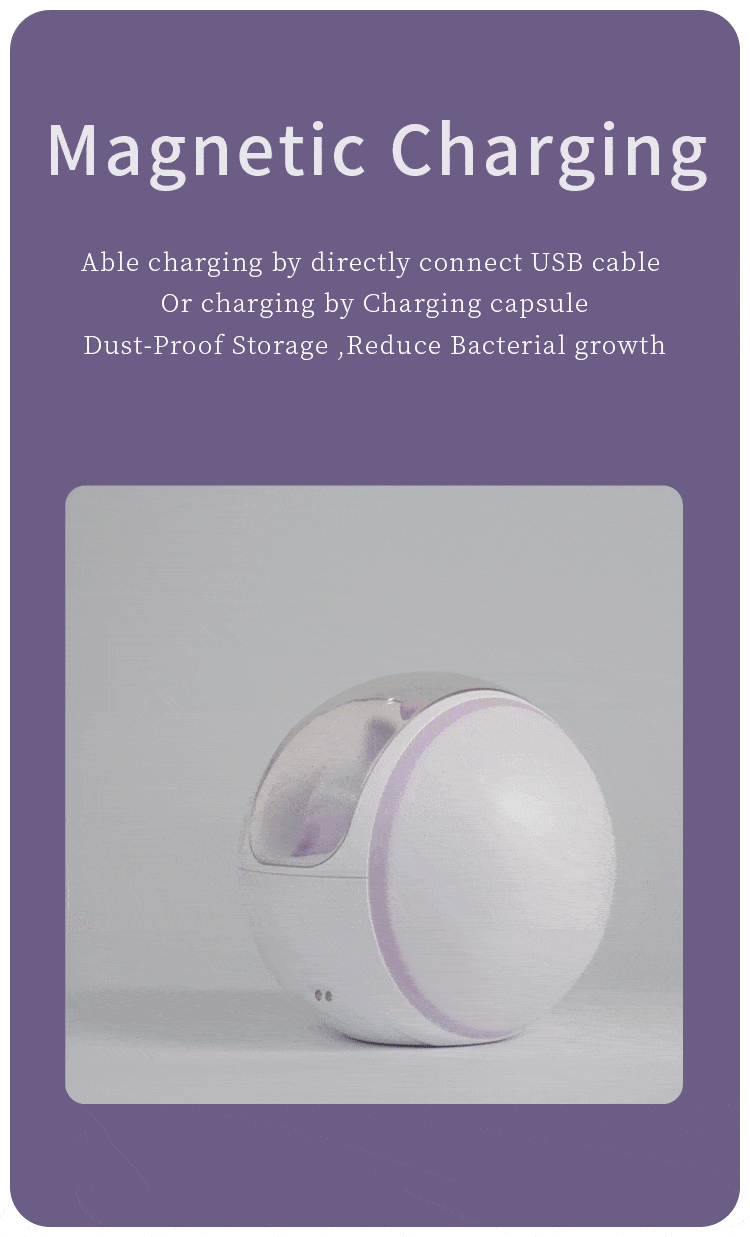 Magnetic Charging
Able charging by directly connect USB cable
Or charging by Charging capsule
Dust-Proof Storage ,Reduce Bacterial growth